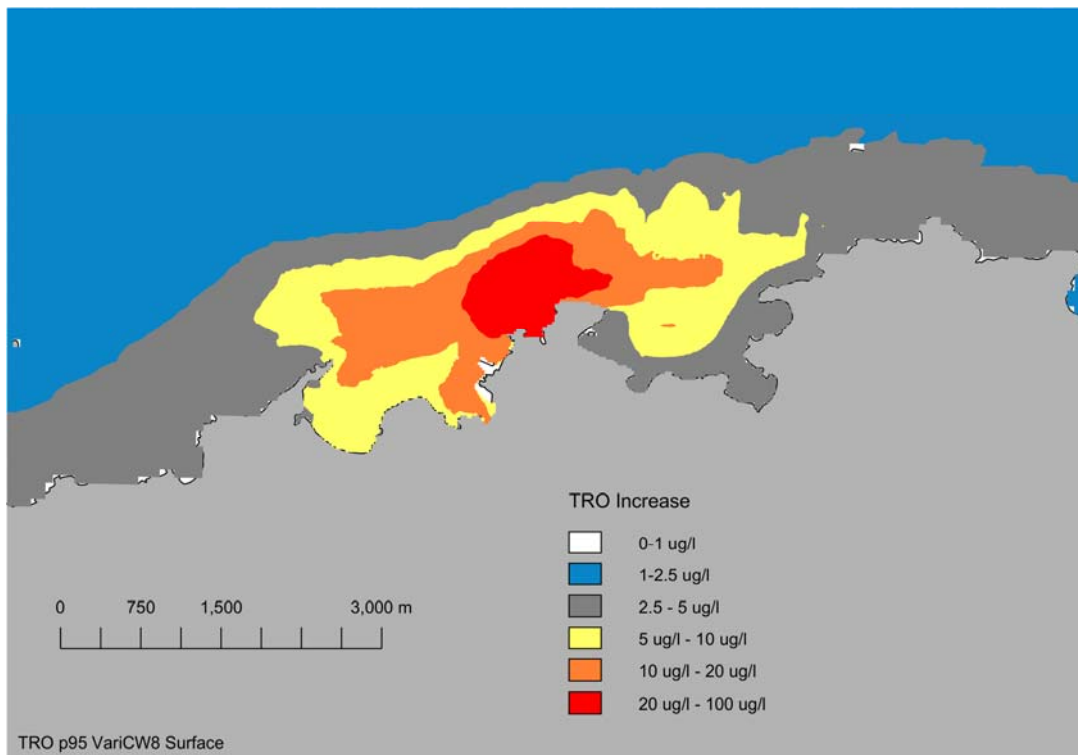 TRO Increase
0-1 ug/l
1-2.5 ug/l
2.5 - 5 ug/l
5 ug/l - 10 ug/l
10 ug/l - 20 ug/l
20 ug/l - 100 ug/l
0 750 1,500 3,000 m
TRO p95 VariCW8 Surface